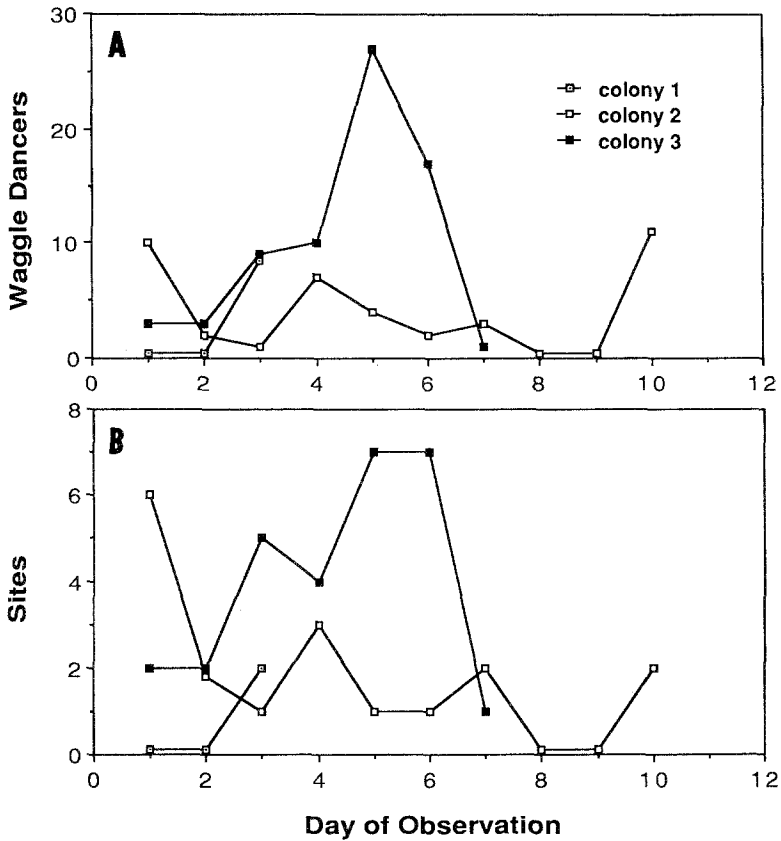 30
A
colony 1
colony 2
colony 3
20
10
0
Waggle Dancers
0 2 4 6 8 10 12
8
B
6
4
2
0
Sites
0 2 4 6 8 10 12
Day of Observation